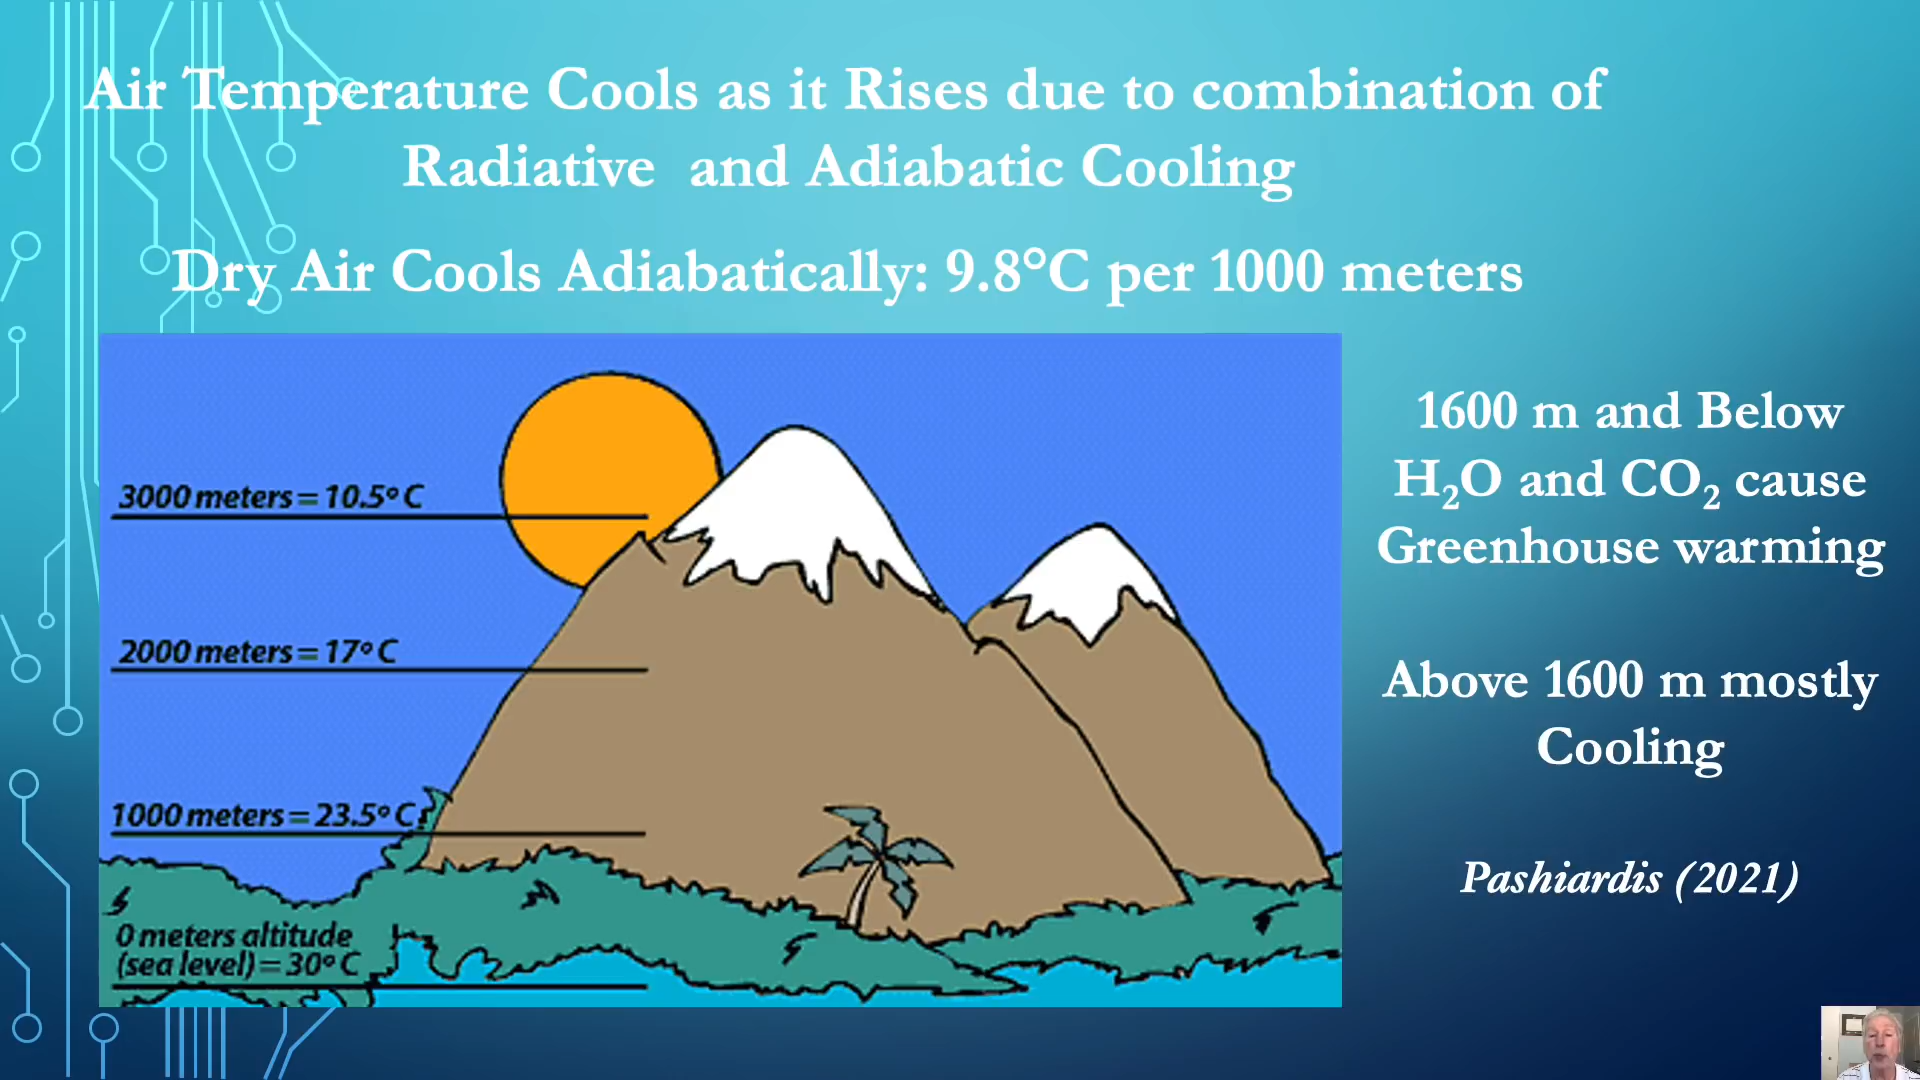 Air Temperature Cools as it Rises due to combination of
Radiative and Adiabatic Cooling
Dry Air Cools Adiabatically: 9.8°C per 1000 meters
3000 meters = 10.5° C
2000 meters = 17° C
1000 meters = 23.5° C
0 meters altitude
(sea level) = 30° C
1600 m and Below
H₂O and CO₂ cause
Greenhouse warming
Above 1600 m mostly
Cooling
Pashiardis (2021)